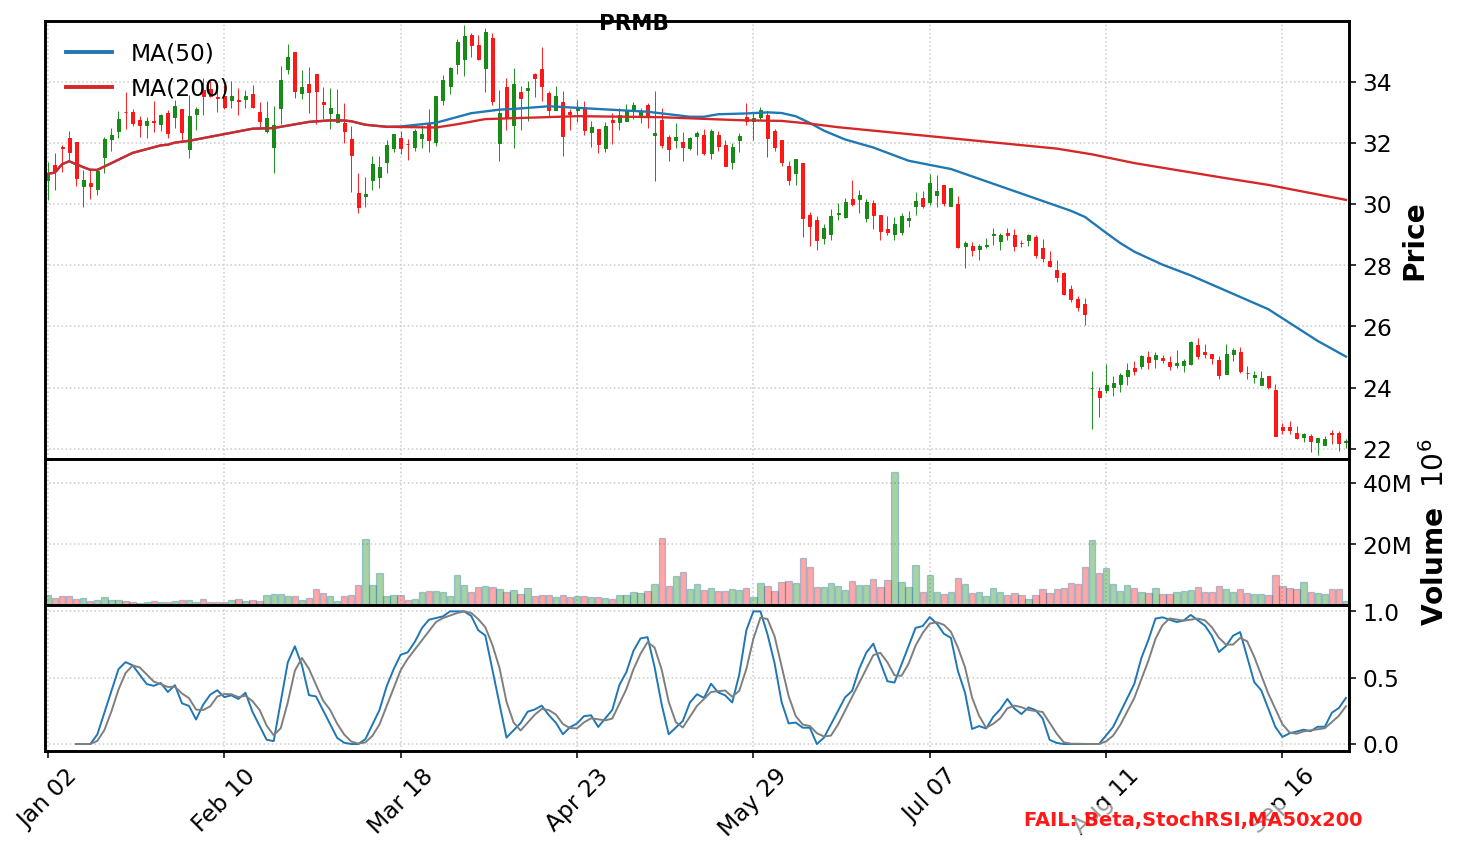 PRMB
MA(50)
MA(200)
34
32
30
28
26
24
22
Price
40M
20M
Volume 10^6
1.0
0.5
0.0
Jan 02
Feb 10
Mar 18
Apr 23
May 29
Jul 07
Aug 11
Sep 16
FAIL: Beta,StochRSI,MA50x200